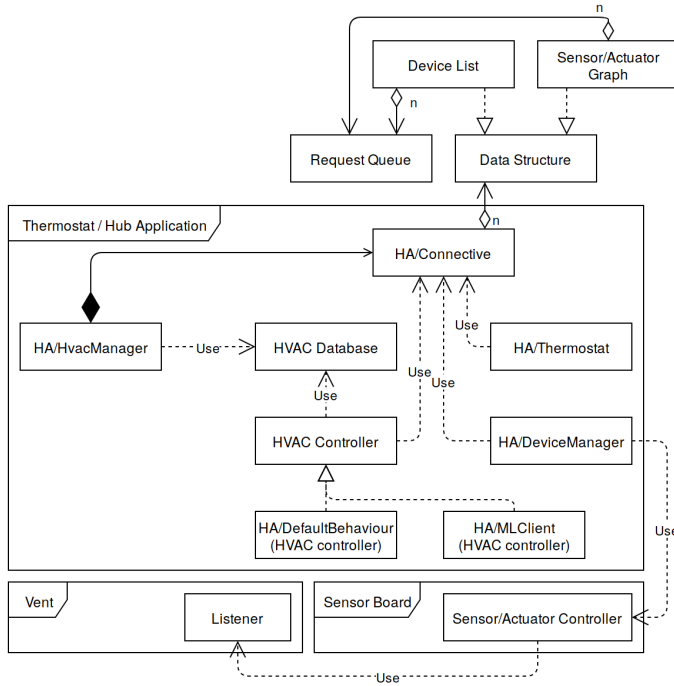 n
Device List
Sensor/Actuator
Graph
n
Request Queue
Data Structure
Thermostat / Hub Application
n
HA/Connective
Use
HA/HvacManager
Use
HVAC Database
HA/Thermostat
Use
Use
Use
HVAC Controller
HA/DeviceManager
HA/DefaultBehaviour
(HVAC controller)
HA/MLClient
(HVAC controller)
Use
Vent
Listener
Sensor Board
Sensor/Actuator Controller
Use